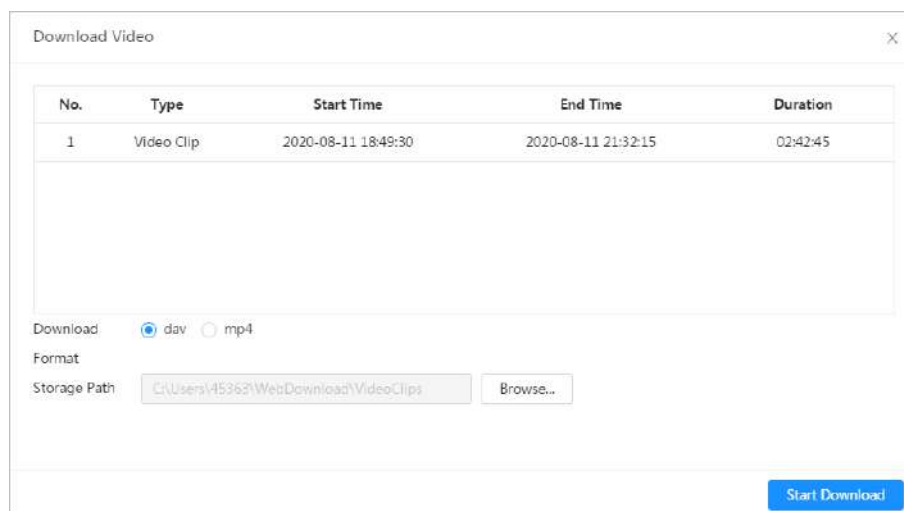 Download Video
No. Type Start Time End Time Duration
1 Video Clip 2020-08-11 18:49:30 2020-08-11 21:32:15 02:42:45
Download dav mp4
Format
Storage Path C:\Users\45363\WebDownload\VideoClips Browse...
Start Download